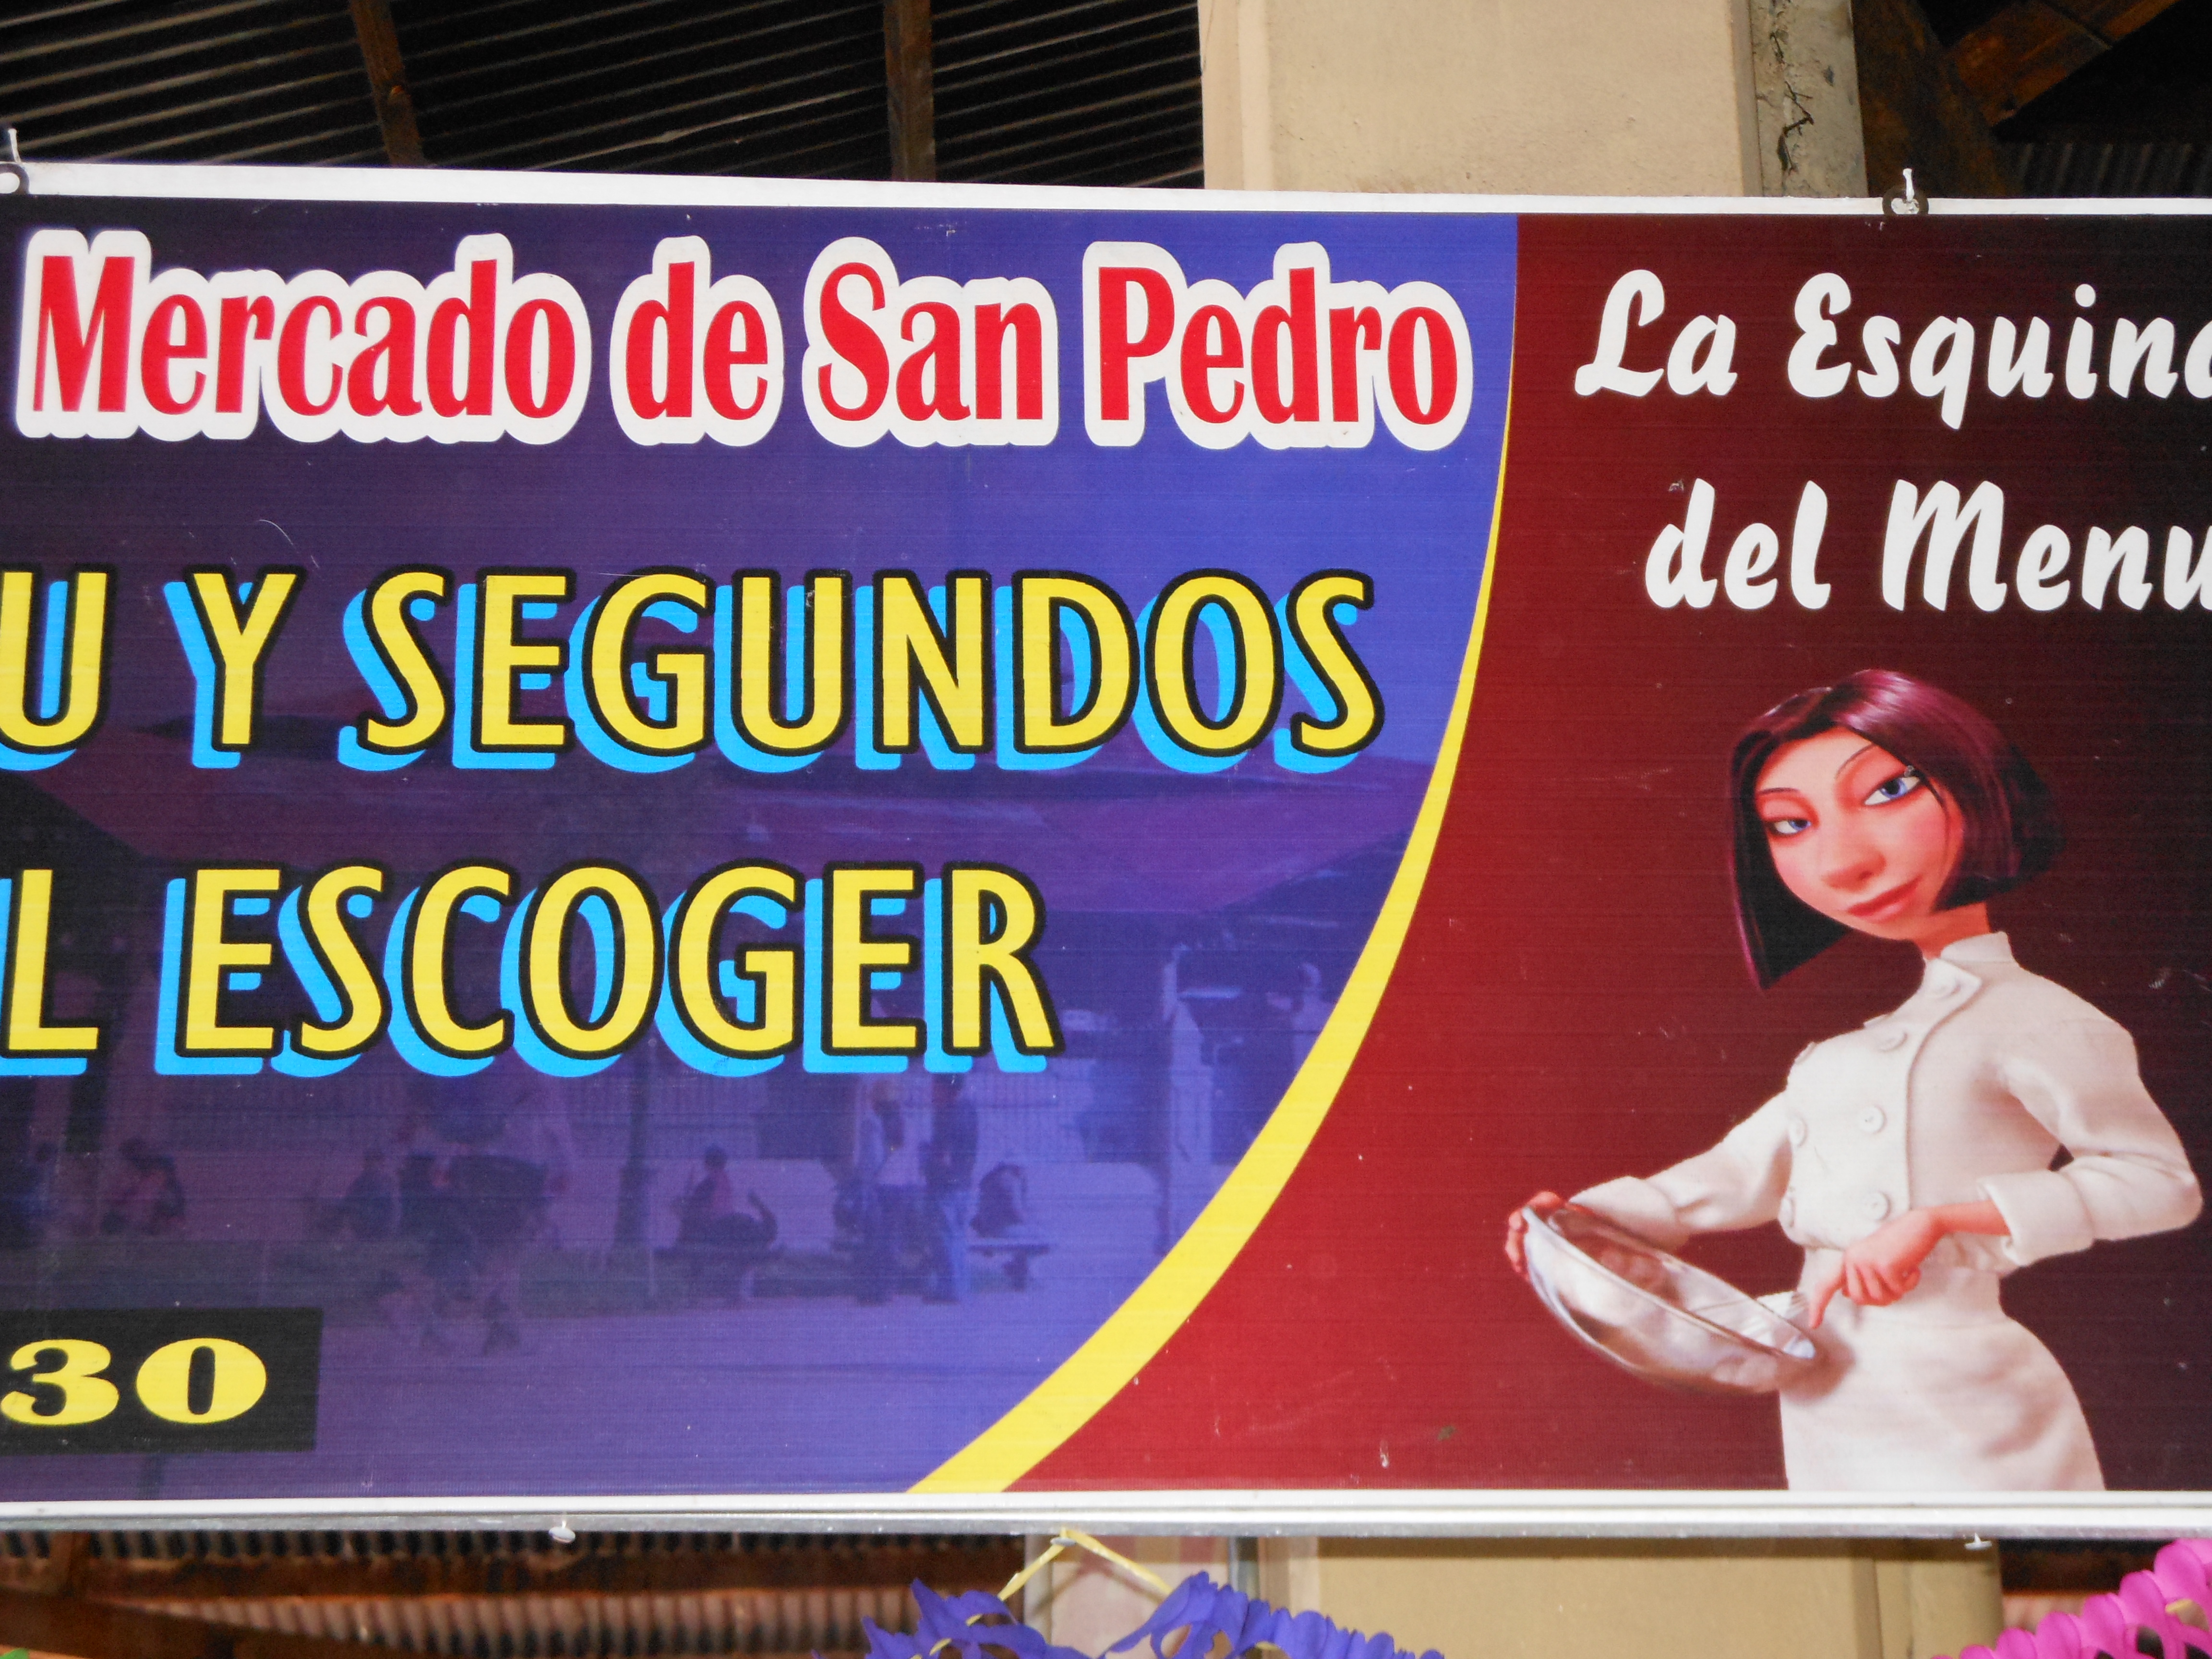 Mercado de San Pedro
U Y SEGUNDOS
L ESCOGER
30
La Esquina
del Menu